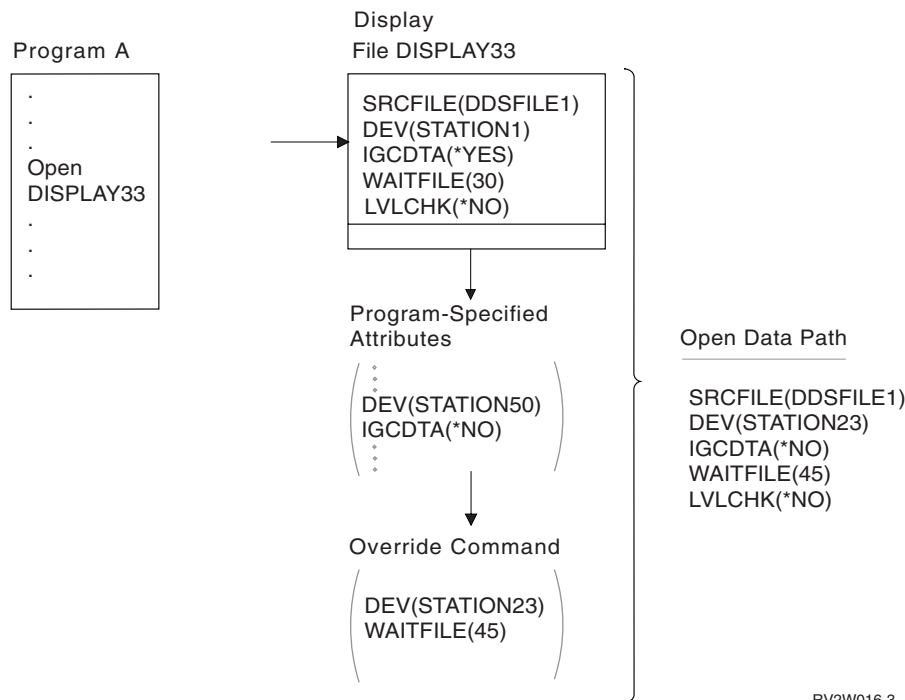 Program A
.
.
.
Open
DISPLAY33
.
.
.
Display
File DISPLAY33
SRCFILE(DDSFILE1)
DEV(STATION1)
IGCDTA(*YES)
WAITFILE(30)
LVLCHK(*NO)
Program-Specified
Attributes
DEV(STATION50)
IGCDTA(*NO)
Override Command
DEV(STATION23)
WAITFILE(45)
Open Data Path
SRCFILE(DDSFILE1)
DEV(STATION23)
IGCDTA(*NO)
WAITFILE(45)
LVLCHK(*NO)
RV2W016-3